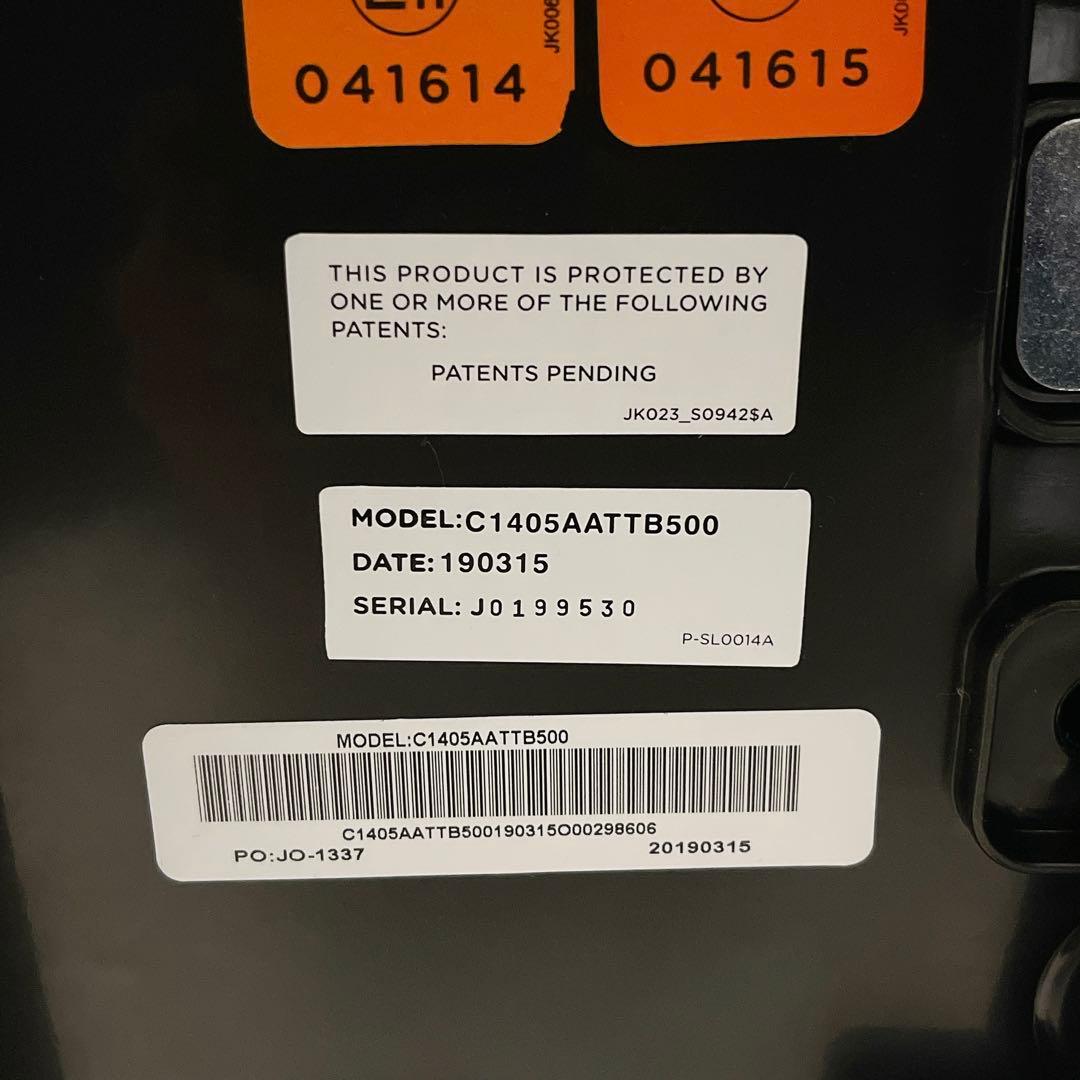 041614
041615
THIS PRODUCT IS PROTECTED BY
ONE OR MORE OF THE FOLLOWING
PATENTS:
PATENTS PENDING
JK023_S0942$A
MODEL:C1405AATTB500
DATE:190315
SERIAL: J0199530
P-SL0014A
MODEL:C1405AATTB500
C1405AATTB500190315O00298606
PO:JO-1337
20190315